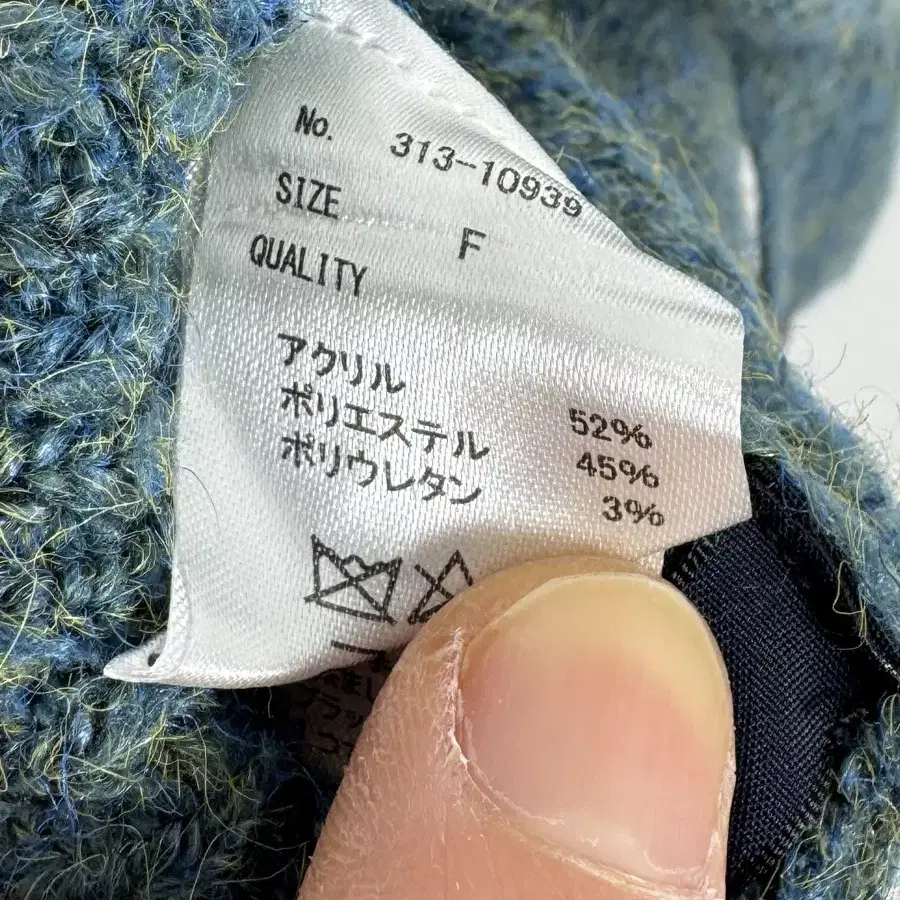 No. 313-10939
SIZE F
QUALITY
アクリル 52%
ポリエステル 45%
ポリウレタン 3%